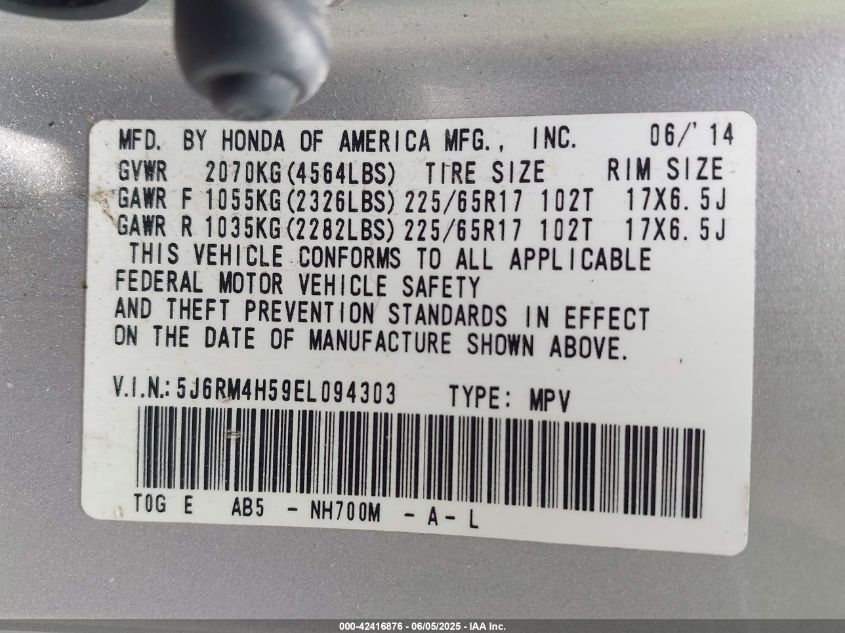 MFD. BY HONDA OF AMERICA MFG., INC. 06/'14
GVWR 2070KG(4564LBS) TIRE SIZE RIM SIZE
GAWR F 1055KG(2326LBS) 225/65R17 102T 17X6.5J
GAWR R 1035KG(2282LBS) 225/65R17 102T 17X6.5J
THIS VEHICLE CONFORMS TO ALL APPLICABLE
FEDERAL MOTOR VEHICLE SAFETY
AND THEFT PREVENTION STANDARDS IN EFFECT
ON THE DATE OF MANUFACTURE SHOWN ABOVE.
V.I.N.: 5J6RM4H59EL094303 TYPE: MPV
T0G E AB5 - NH700M - A - L
000-42416876 - 06/05/2025 - IAA Inc.